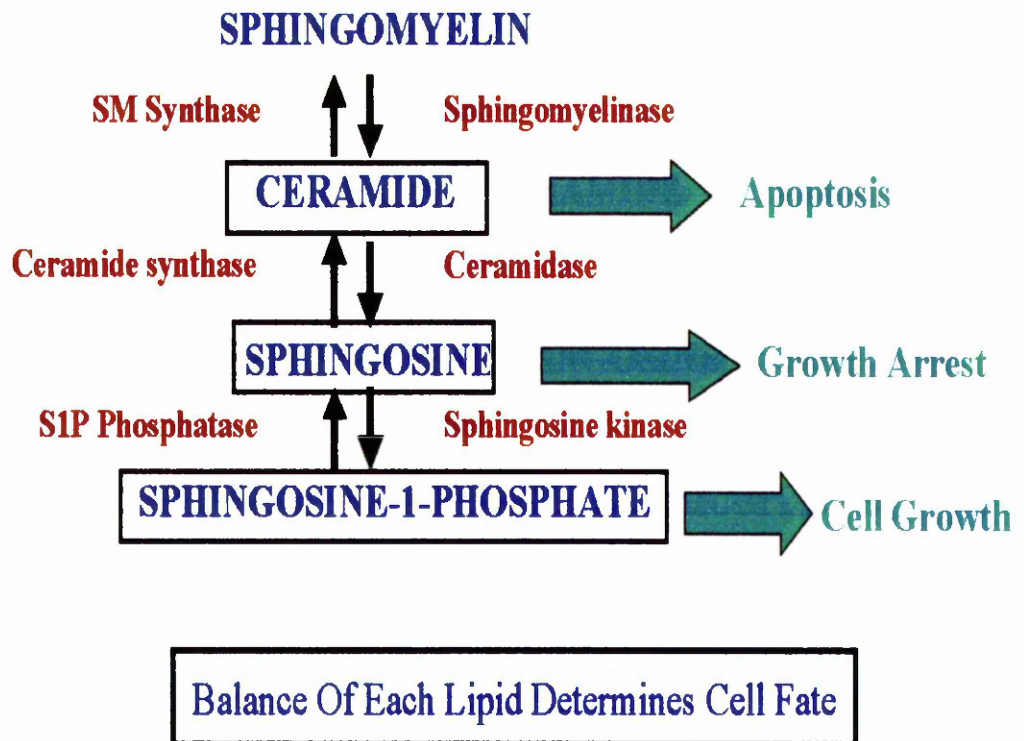 SPHINGOMYELIN
SM Synthase
Sphingomyelinase
CERAMIDE
Apoptosis
Ceramide synthase
Ceramidase
SPHINGOSINE
Growth Arrest
S1P Phosphatase
Sphingosine kinase
SPHINGOSINE-1-PHOSPHATE
Cell Growth
Balance Of Each Lipid Determines Cell Fate